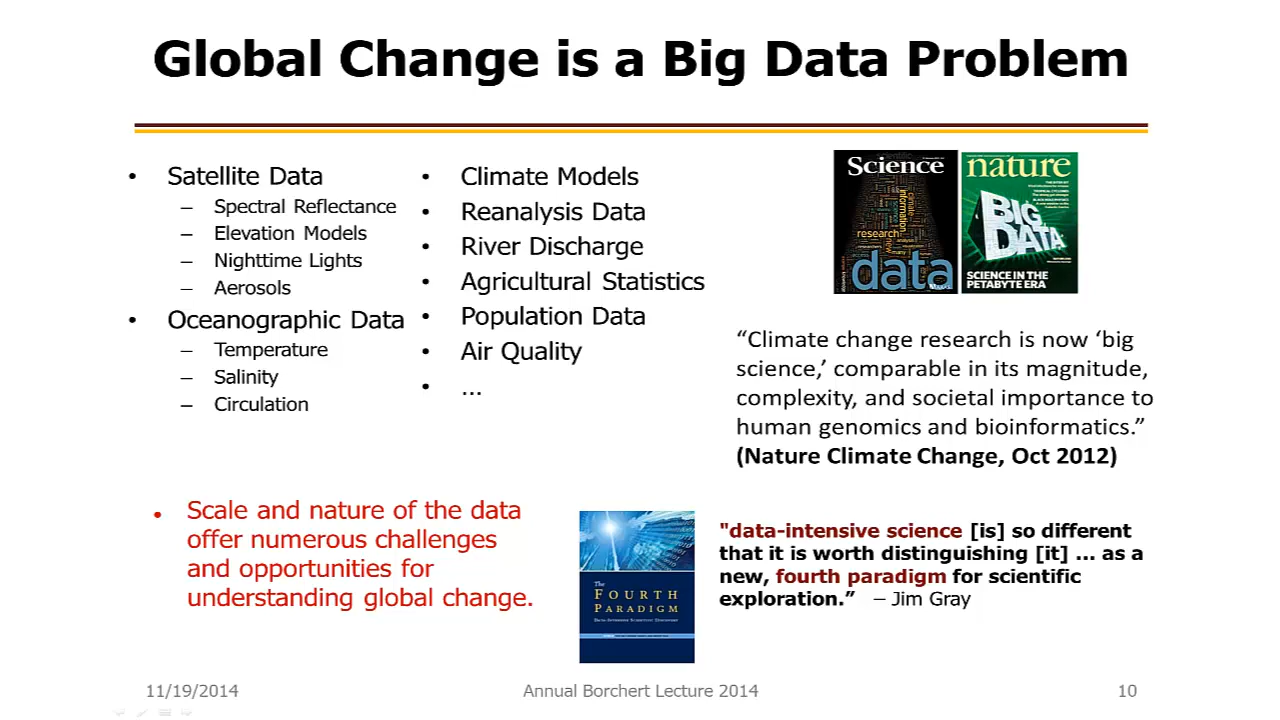 Global Change is a Big Data Problem
• Satellite Data
– Spectral Reflectance
– Elevation Models
– Nighttime Lights
– Aerosols
• Oceanographic Data
– Temperature
– Salinity
– Circulation
• Climate Models
• Reanalysis Data
• River Discharge
• Agricultural Statistics
• Population Data
• Air Quality
• ...
Science
information
research
data
nature
BIG
DATA
SCIENCE IN THE
PETABYTE ERA
“Climate change research is now ‘big
science,’ comparable in its magnitude,
complexity, and societal importance to
human genomics and bioinformatics.”
(Nature Climate Change, Oct 2012)
• Scale and nature of the data
offer numerous challenges
and opportunities for
understanding global change.
The
FOURTH
PARADIGM
DATA-INTENSIVE SCIENTIFIC DISCOVERY
"data-intensive science [is] so different
that it is worth distinguishing [it] ... as a
new, fourth paradigm for scientific
exploration.” – Jim Gray
11/19/2014
Annual Borchert Lecture 2014
10